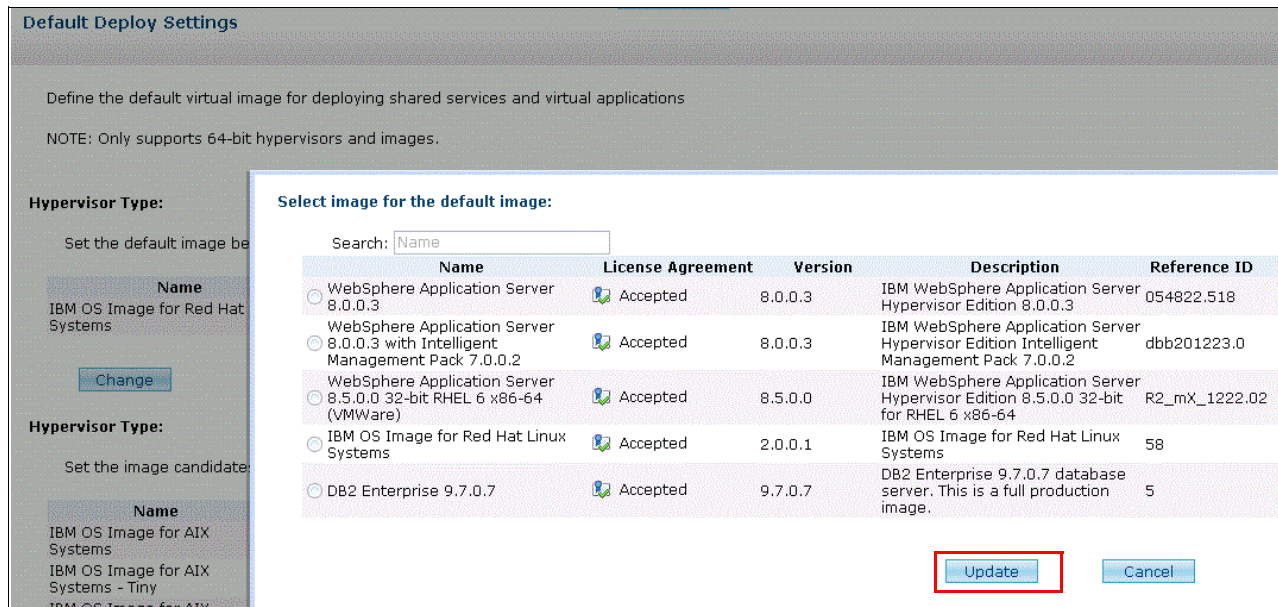 Default Deploy Settings
Define the default virtual image for deploying shared services and virtual applications
NOTE: Only supports 64-bit hypervisors and images.
Hypervisor Type:
Set the default image be
Name
IBM OS Image for Red Hat
Systems
Change
Hypervisor Type:
Set the image candidate
Name
IBM OS Image for AIX
Systems
IBM OS Image for AIX
Systems - Tiny
IBM OS Image for AIX
Select image for the default image:
Search: Name
Name License Agreement Version Description Reference ID
WebSphere Application Server
8.0.0.3
Accepted
8.0.0.3
IBM WebSphere Application Server
Hypervisor Edition 8.0.0.3
054822.518
WebSphere Application Server
8.0.0.3 with Intelligent
Management Pack 7.0.0.2
Accepted
8.0.0.3
IBM WebSphere Application Server
Hypervisor Edition Intelligent
Management Pack 7.0.0.2
dbb201223.0
WebSphere Application Server
8.5.0.0 32-bit RHEL 6 x86-64
(VMWare)
Accepted
8.5.0.0
IBM WebSphere Application Server
Hypervisor Edition 8.5.0.0 32-bit
for RHEL 6 x86-64
R2_mX_1222.02
IBM OS Image for Red Hat Linux
Systems
Accepted
2.0.0.1
IBM OS Image for Red Hat Linux
Systems
58
DB2 Enterprise 9.7.0.7
Accepted
9.7.0.7
DB2 Enterprise 9.7.0.7 database
server. This is a full production
image.
5
Update
Cancel